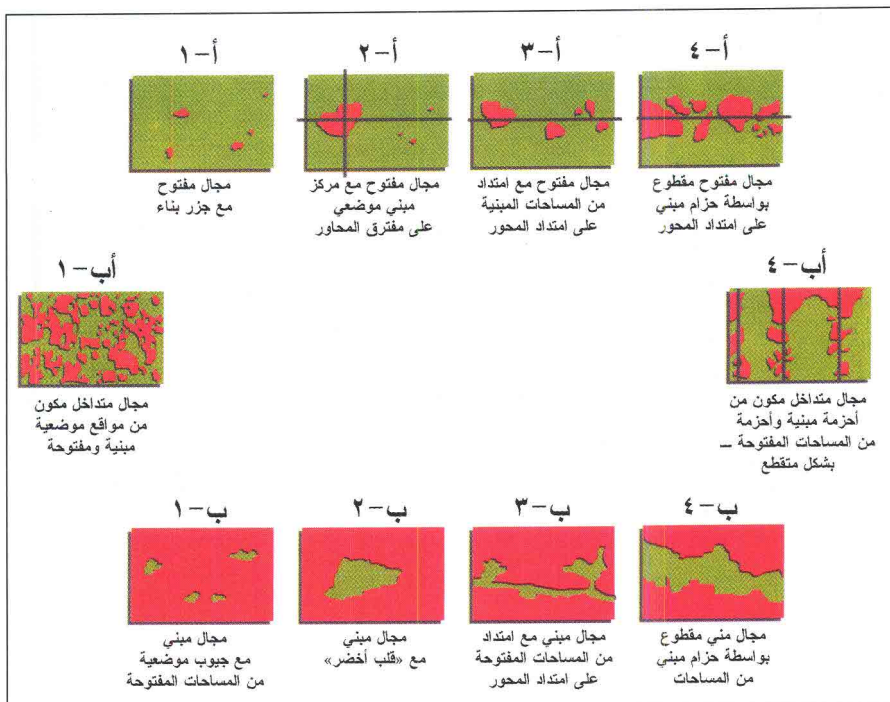 أ-١
مجال مفتوح
مع جزر بناء
أ-٢
مجال مفتوح مع مركز
مبني موضعي
على مفترق المحاور
أ-٣
مجال مفتوح مع امتداد
من المساحات المبنية
على امتداد المحور
أ-٤
مجال مفتوح مقطوع
بواسطة حزام مبني
على امتداد المحور
أب-١
مجال متداخل مكون
من مواقع موضعية
مبنية ومفتوحة
أب-٤
مجال متداخل مكون من
أحزمة مبنية وأحزمة
من المساحات المفتوحة ــ
بشكل متقطع
ب-١
مجال مبني
مع جيوب موضعية
من المساحات المفتوحة
ب-٢
مجال مبني
مع «قلب أخضر»
ب-٣
مجال مبني مع امتداد
من المساحات المفتوحة
على امتداد المحور
ب-٤
مجال مني مقطوع
بواسطة حزام مبني
من المساحات